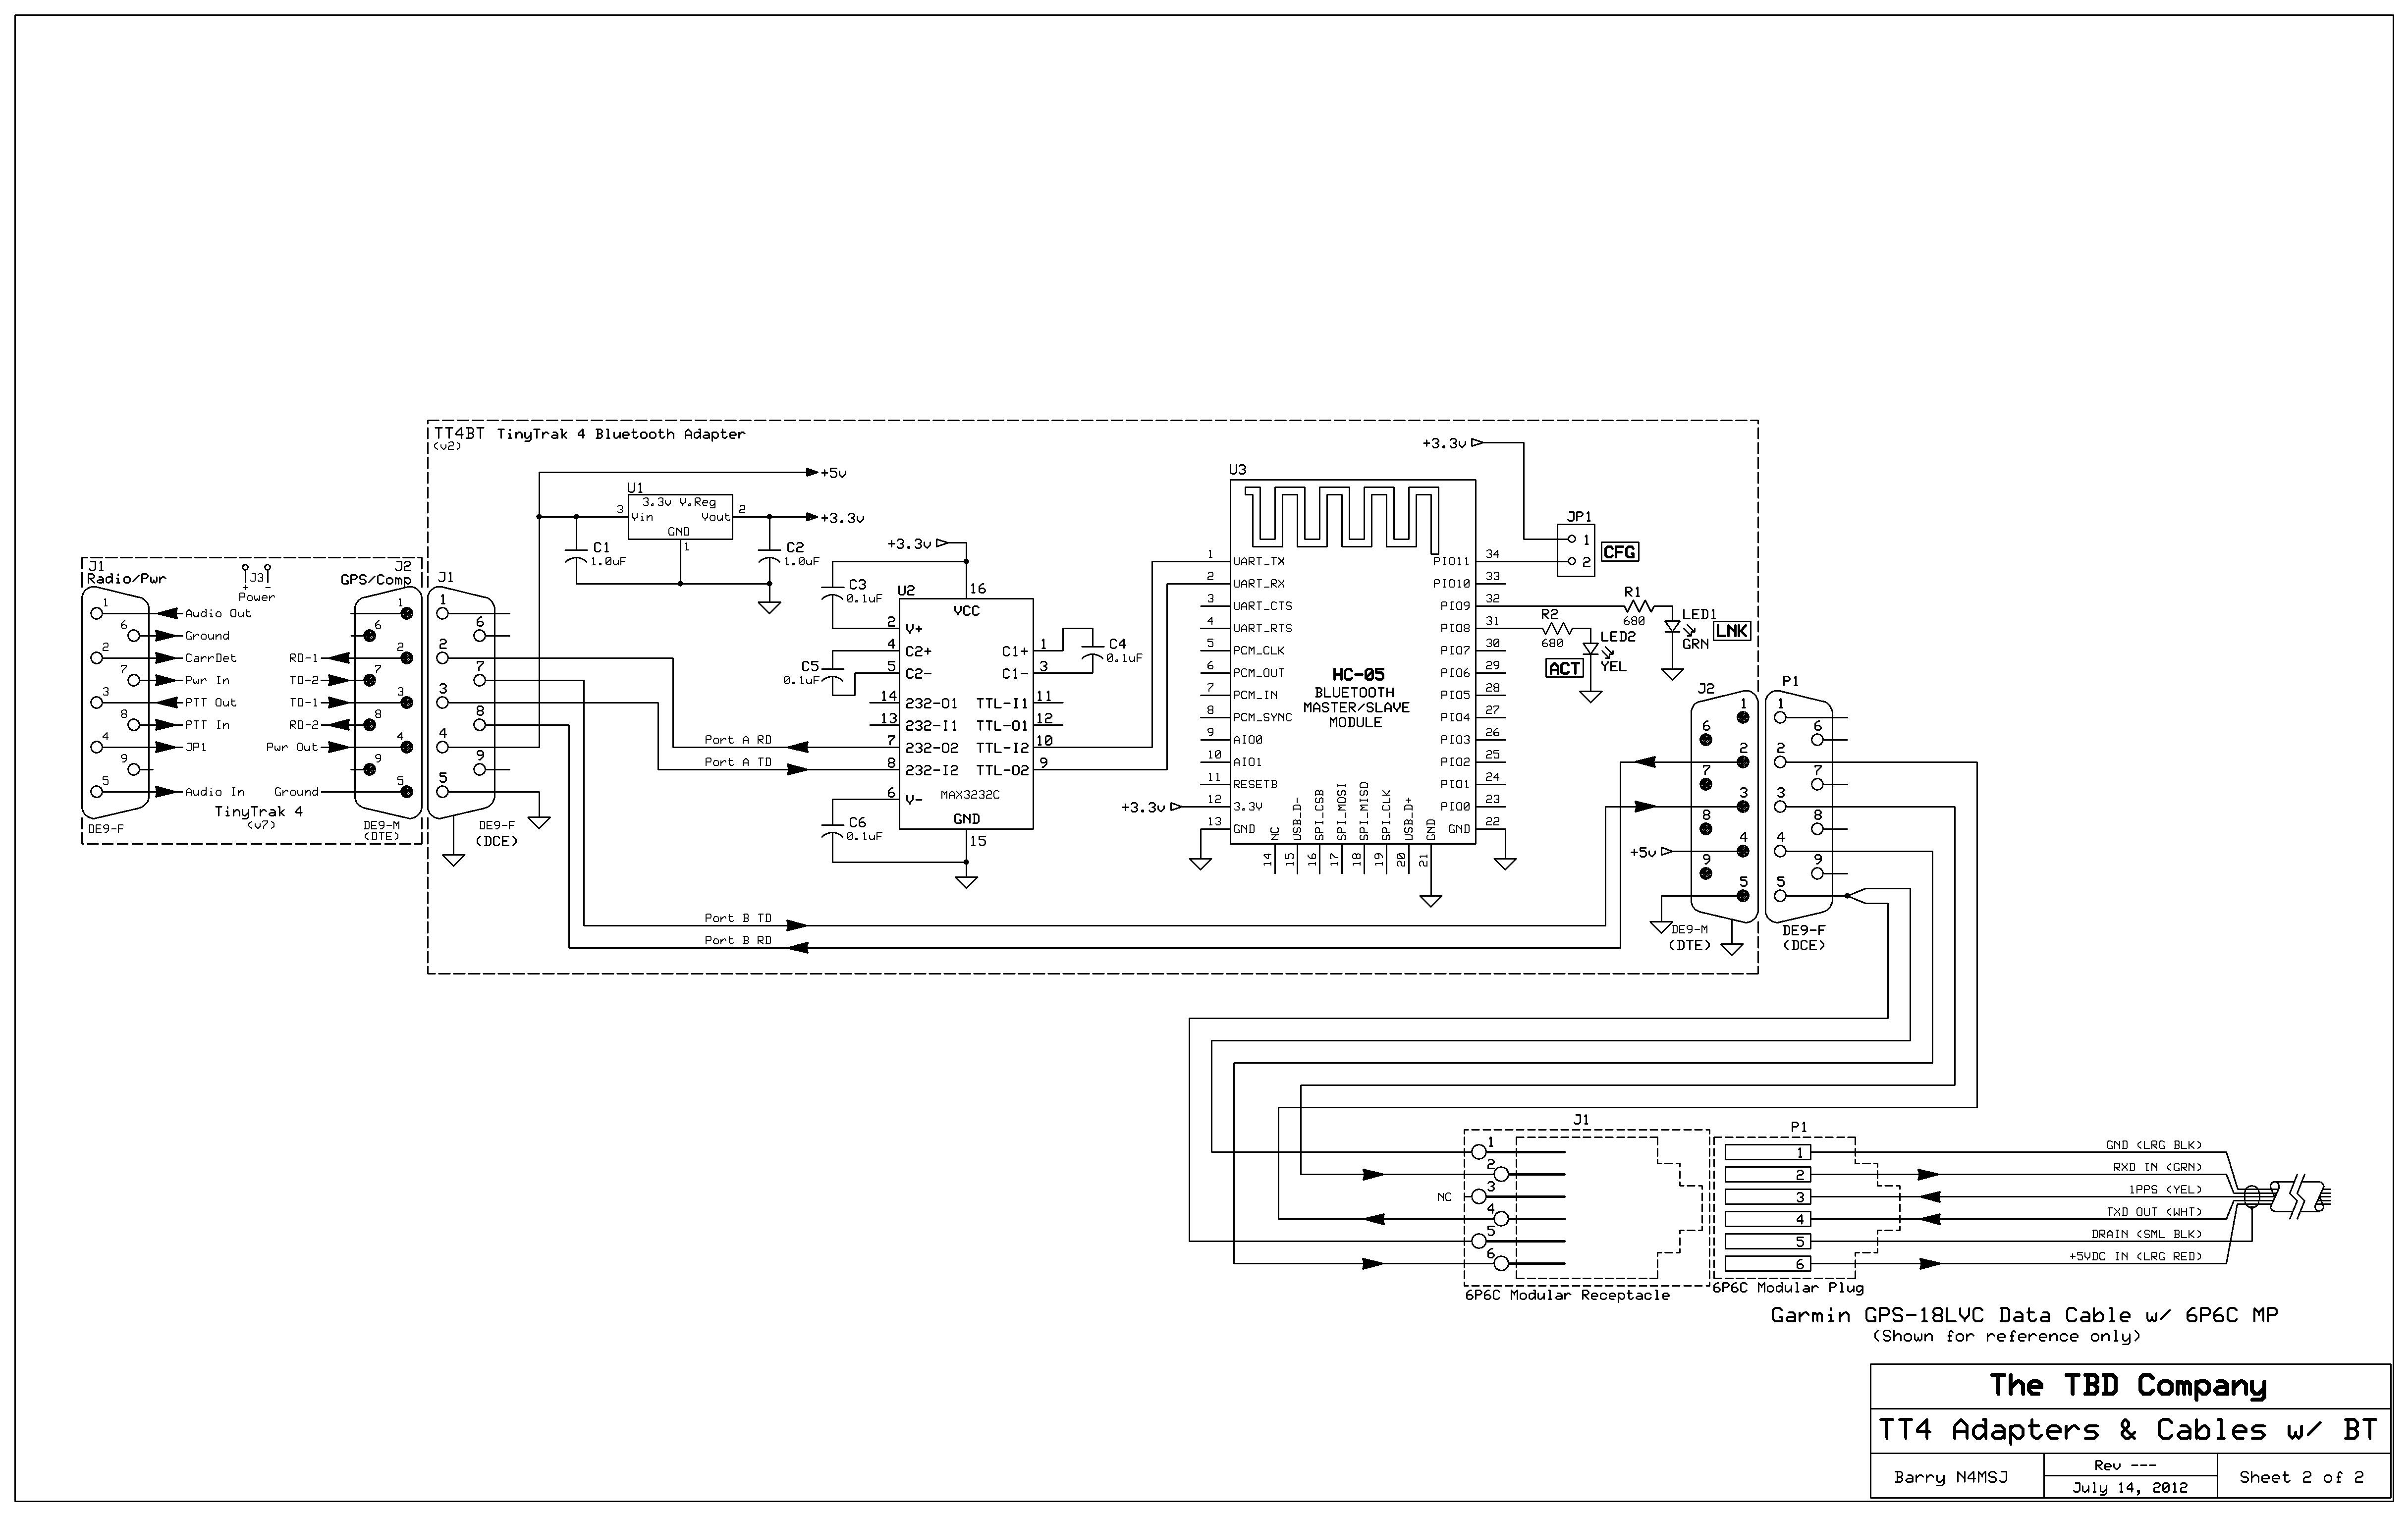 TT4BT TinyTrak 4 Bluetooth Adapter
(v2)
+5v
U1
3.3v V.Reg
3
Vin
Vout
2
GND
1
+3.3v
C1
1.0uF
C2
1.0uF
J1
Radio/Pwr
J3
+
-
Power
J2
GPS/Comp
1
Audio Out
6
Ground
2
CarrDet
7
Pwr In
3
PTT Out
8
PTT In
4
JP1
9
5
Audio In
DE9-F
1
6
2
RD-1
7
TD-2
3
TD-1
8
RD-2
4
Pwr Out
9
5
Ground
TinyTrak 4
(v7)
DE9-M
(DTE)
J1
1
6
2
7
3
8
4
9
5
DE9-F
(DCE)
Port A RD
Port A TD
Port B TD
Port B RD
+3.3v
C3
0.1uF
C5
0.1uF
C6
0.1uF
C4
0.1uF
U2
16
VCC
2
V+
4
C2+
5
C2-
14
232-O1
13
232-I1
7
232-O2
8
232-I2
6
V-
C1+
1
C1-
3
TTL-I1
11
TTL-O1
12
TTL-I2
10
TTL-O2
9
MAX3232C
GND
15
U3
1
UART_TX
2
UART_RX
3
UART_CTS
4
UART_RTS
5
PCM_CLK
6
PCM_OUT
7
PCM_IN
8
PCM_SYNC
9
AIO0
10
AIO1
11
RESETB
+3.3v
12
3.3V
13
GND
HC-05
BLUETOOTH
MASTER/SLAVE
MODULE
NC
14
USB_D-
15
SPI_CSB
16
SPI_MOSI
17
SPI_MISO
18
SPI_CLK
19
USB_D+
20
GND
21
PIO11
34
PIO10
33
PIO9
32
PIO8
31
PIO7
30
PIO6
29
PIO5
28
PIO4
27
PIO3
26
PIO2
25
PIO1
24
PIO0
23
GND
22
+3.3v
JP1
1
2
CFG
R1
680
LED1
GRN
LNK
R2
680
LED2
YEL
ACT
J2
1
6
2
7
3
8
+5v
4
9
5
DE9-M
(DTE)
P1
1
6
2
7
3
8
4
9
5
DE9-F
(DCE)
J1
1
2
NC
3
4
5
6
6P6C Modular Receptacle
P1
1
GND (LRG BLK)
2
RXD IN (GRN)
3
1PPS (YEL)
4
TXD OUT (WHT)
5
DRAIN (SML BLK)
6
+5VDC IN (LRG RED)
6P6C Modular Plug
Garmin GPS-18LVC Data Cable w/ 6P6C MP
(Shown for reference only)
The TBD Company
TT4 Adapters & Cables w/ BT
Barry N4MSJ
Rev ---
July 14, 2012
Sheet 2 of 2